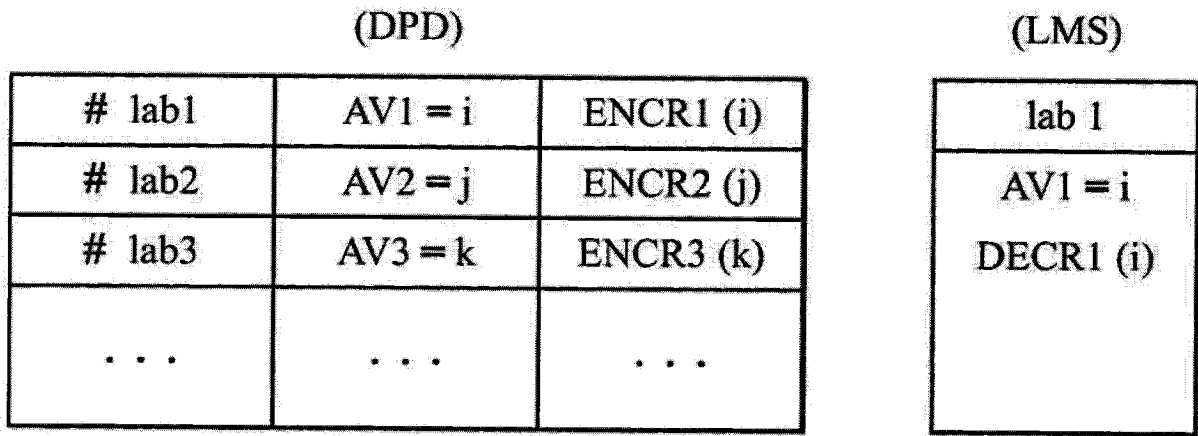 (DPD)
# lab1 AV1 = i ENCR1 (i)
# lab2 AV2 = j ENCR2 (j)
# lab3 AV3 = k ENCR3 (k)
. . . . . . . . .
(LMS)
lab 1
AV1 = i
DECR1 (i)